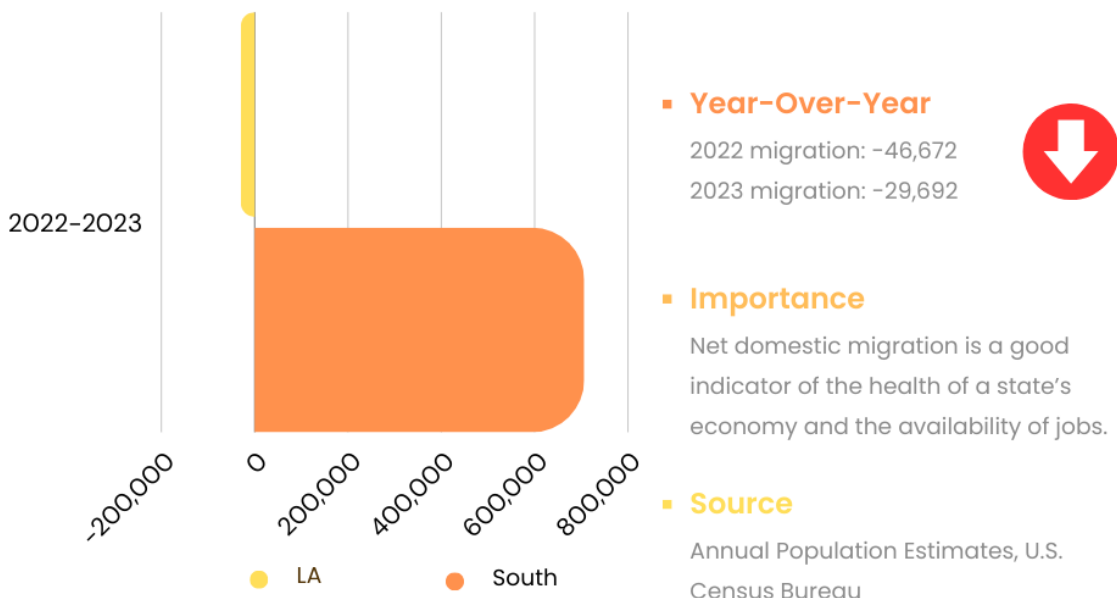 2022-2023
-200,000
0
200,000
400,000
600,000
800,000
LA
South
Year-Over-Year
2022 migration: -46,672
2023 migration: -29,692
Importance
Net domestic migration is a good
indicator of the health of a state's
economy and the availability of jobs.
Source
Annual Population Estimates, U.S.
Census Bureau